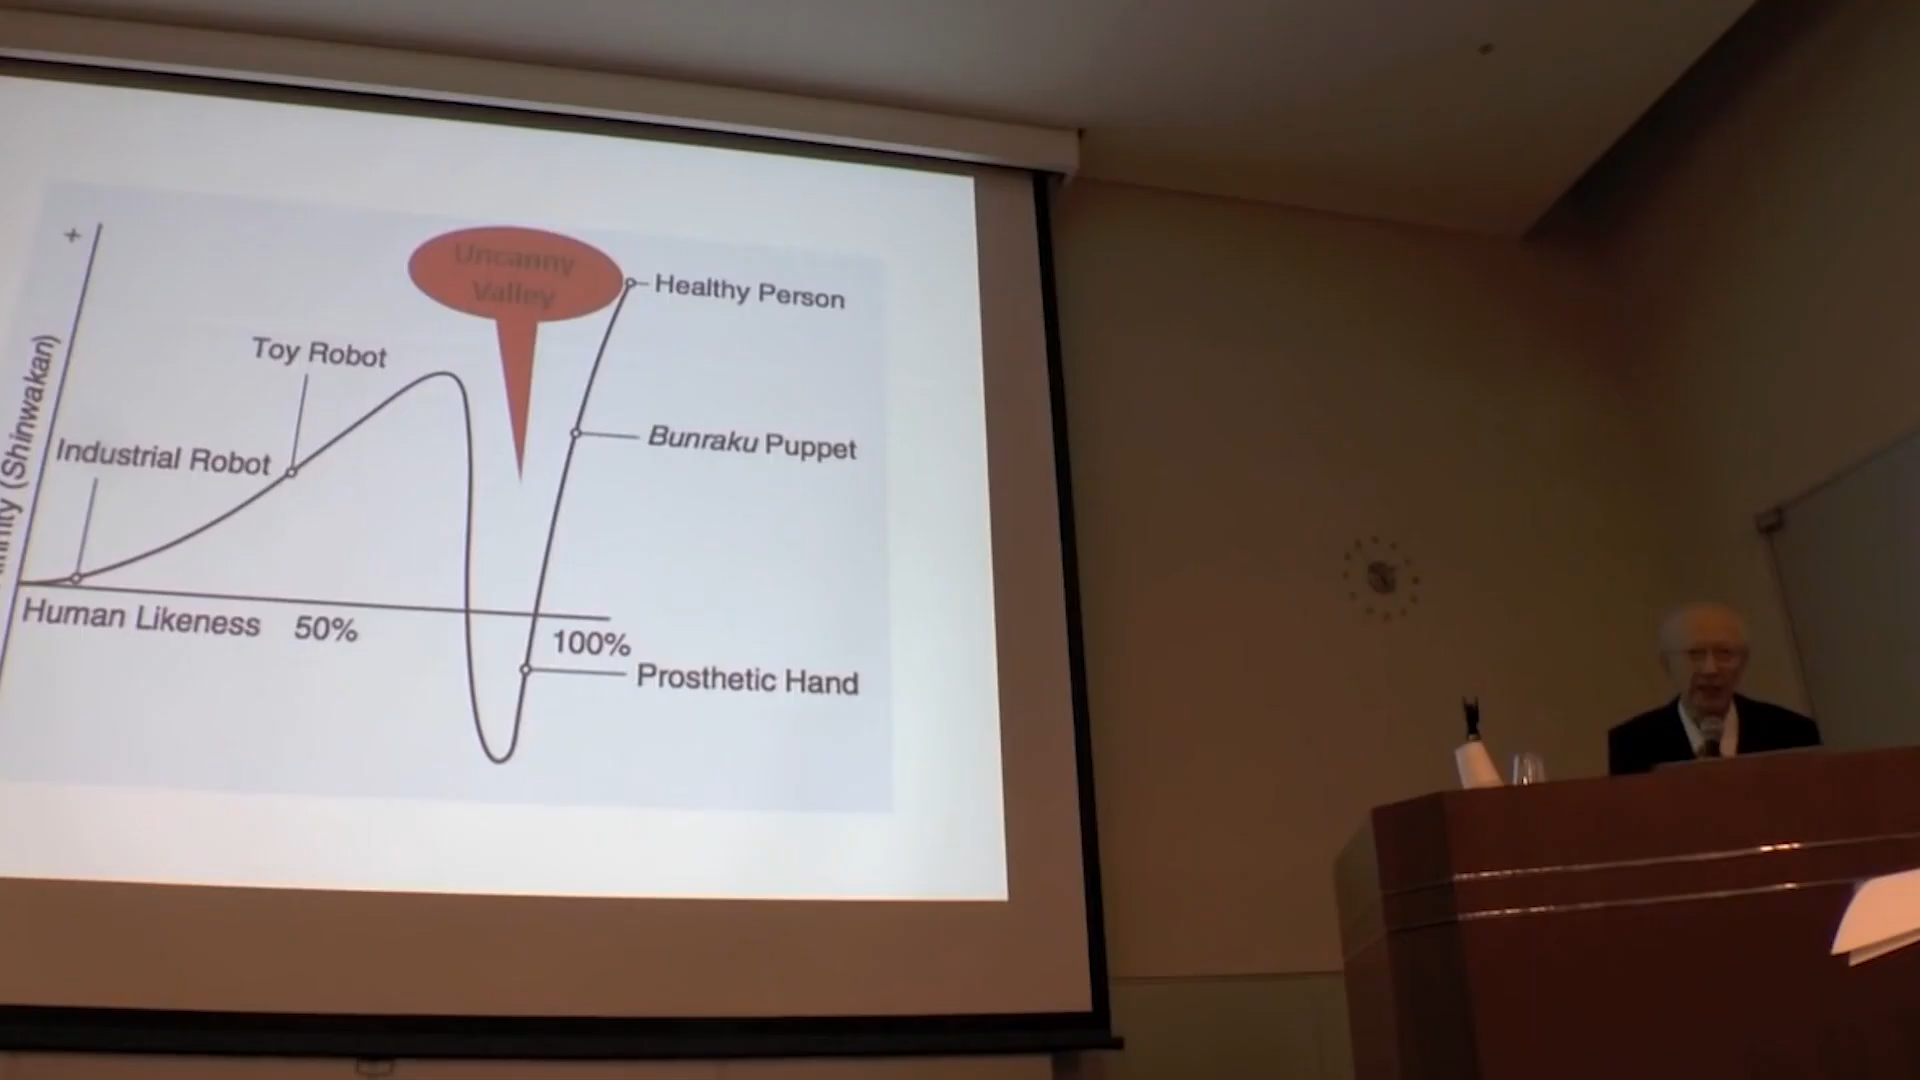 +
Uncanny
Valley
Healthy Person
Toy Robot
Bunraku Puppet
Industrial Robot
(Shinwakan)
Human Likeness 50%
100%
Prosthetic Hand